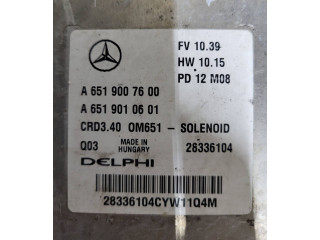 FV 10.39
HW 10.15
PD 12 M08
A 651 900 76 00
A 651 901 06 01
CRD3.40 OM651 - SOLENOID
Q03 MADE IN HUNGARY 28336104
DELPHI
28336104CYW11Q4M